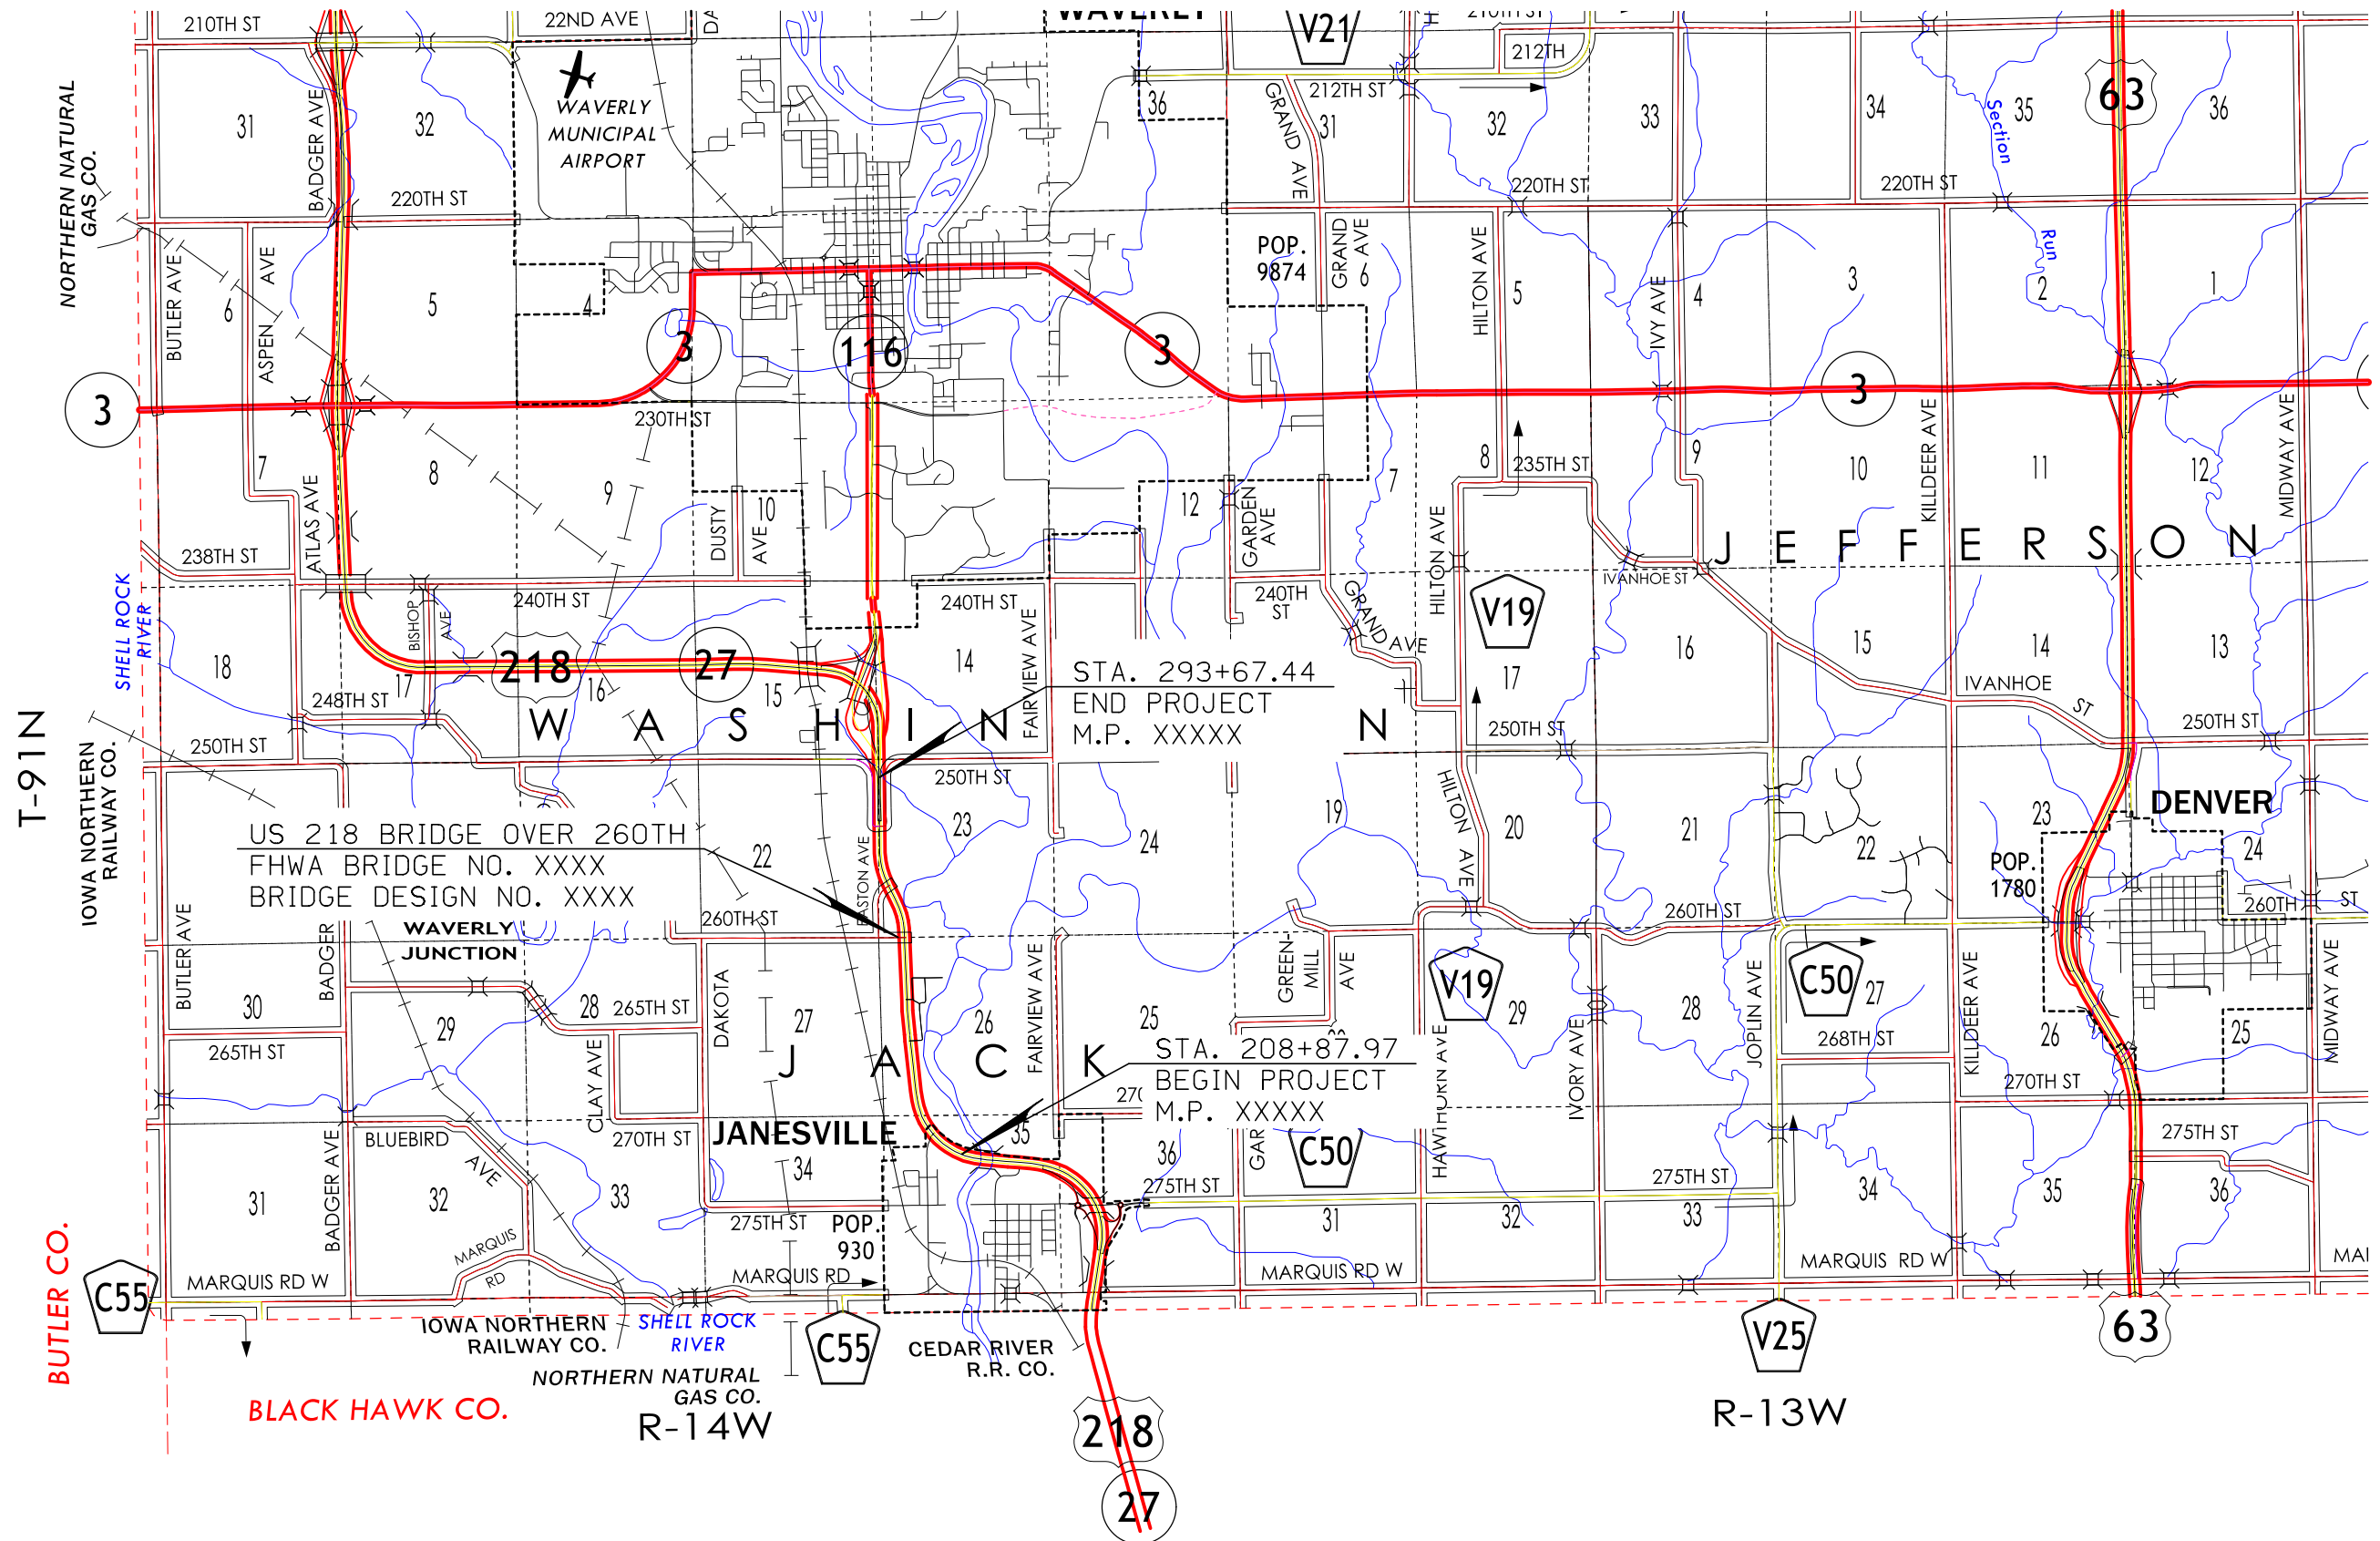 210TH ST
22ND AVE
WAVERLY
V21
210TH ST
212TH
63
NORTHERN NATURAL
GAS CO.
31
BADGER AVE
32
WAVERLY
MUNICIPAL
AIRPORT
36
GRAND AVE
31
212TH ST
32
33
34
Section
35
36
220TH ST
220TH ST
220TH ST
Run
BUTLER AVE
6
ASPEN
AVE
5
4
3
116
3
POP.
9874
GRAND
AVE
6
HILTON AVE
5
IVY AVE
4
3
2
1
3
230TH ST
3
KILLDEER AVE
MIDWAY AVE
7
ATLAS AVE
8
9
DUSTY
AVE
10
12
GARDEN
AVE
7
8
235TH ST
9
10
11
12
238TH ST
HILTON AVE
JEFFERSON
SHELL ROCK
RIVER
BISHOP
AVE
240TH ST
240TH ST
FAIRVIEW AVE
240TH
ST
GRAND AVE
V19
IVANHOE ST
18
17
218
16
27
15
14
STA. 293+67.44
END PROJECT
M.P. XXXXX
17
16
15
14
13
IVANHOE
ST
248TH ST
250TH ST
W A S H I N
N
250TH ST
250TH ST
250TH ST
T-91N
IOWA NORTHERN
RAILWAY CO.
US 218 BRIDGE OVER 260TH
FHWA BRIDGE NO. XXXX
BRIDGE DESIGN NO. XXXX
22
EASTON AVE
23
24
19
HILTON AVE
20
21
22
23
DENVER
24
POP.
1780
BUTLER AVE
BADGER
WAVERLY
JUNCTION
260TH ST
260TH ST
260TH
ST
30
29
28
265TH ST
DAKOTA
27
26
FAIRVIEW AVE
25
GREEN-
MILL
AVE
V19
29
28
JOPLIN AVE
C50
27
KILLDEER AVE
26
25
MIDWAY AVE
265TH ST
CLAY AVE
J A C K
STA. 208+87.97
BEGIN PROJECT
M.P. XXXXX
HAWTHORN AVE
IVORY AVE
268TH ST
270TH ST
BLUEBIRD
AVE
270TH ST
JANESVILLE
35
36
C50
275TH ST
31
BADGER AVE
32
33
34
275TH ST
275TH ST
275TH ST
31
32
33
34
35
36
BUTLER CO.
C55
MARQUIS RD W
MARQUIS
RD
MARQUIS RD
POP.
930
MARQUIS RD W
MARQUIS RD W
IOWA NORTHERN
RAILWAY CO.
SHELL ROCK
RIVER
C55
CEDAR RIVER
R.R. CO.
V25
63
NORTHERN NATURAL
GAS CO.
BLACK HAWK CO.
R-14W
218
27
R-13W